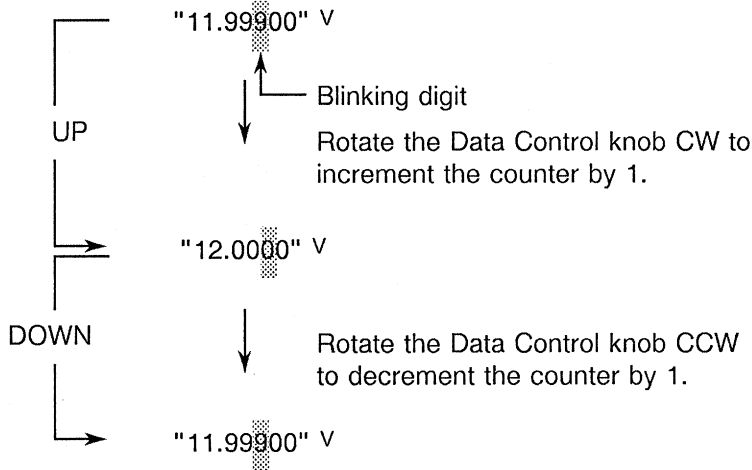 "11.99900" V
Blinking digit
UP
Rotate the Data Control knob CW to
increment the counter by 1.
"12.0000" V
DOWN
Rotate the Data Control knob CCW
to decrement the counter by 1.
"11.99900" V